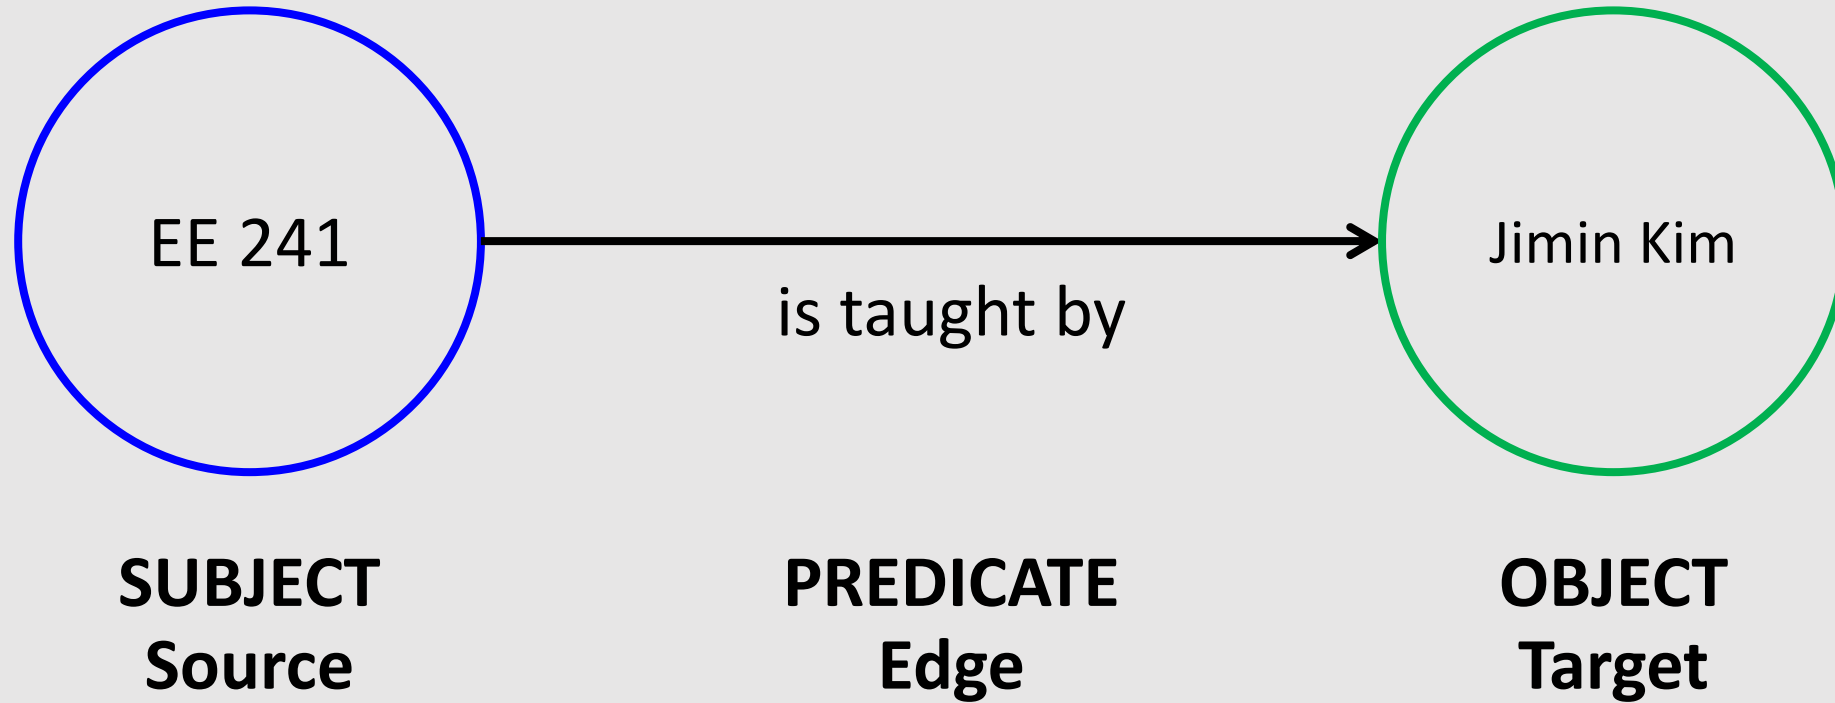 EE 241
is taught by
Jimin Kim
SUBJECT
Source
PREDICATE
Edge
OBJECT
Target